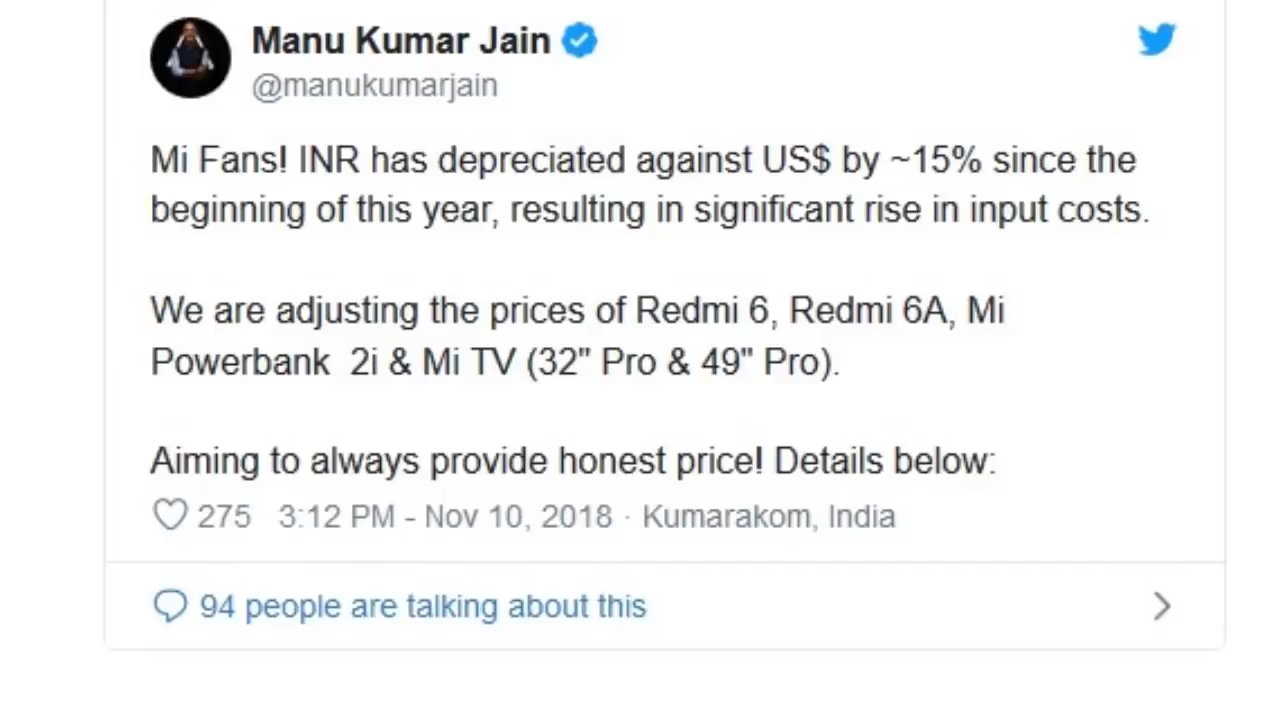 Manu Kumar Jain
@manukumarjain
Mi Fans! INR has depreciated against US$ by ~15% since the
beginning of this year, resulting in significant rise in input costs.
We are adjusting the prices of Redmi 6, Redmi 6A, Mi
Powerbank  2i & Mi TV (32" Pro & 49" Pro).
Aiming to always provide honest price! Details below:
275 3:12 PM - Nov 10, 2018 · Kumarakom, India
94 people are talking about this